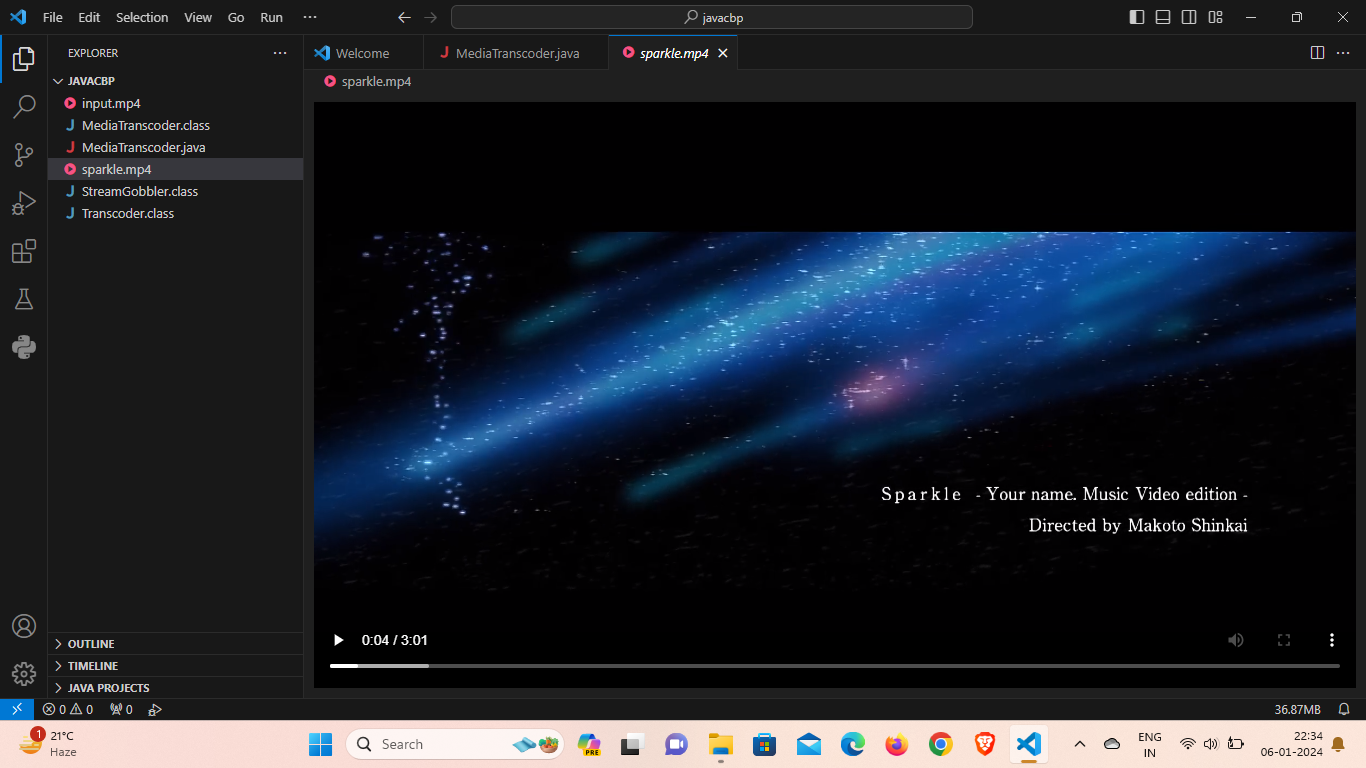 File Edit Selection View Go Run ··· javacbp
EXPLORER ···
Welcome MediaTranscoder.java sparkle.mp4
JAVACBP
sparkle.mp4
input.mp4
MediaTranscoder.class
MediaTranscoder.java
sparkle.mp4
StreamGobbler.class
Transcoder.class
Sparkle - Your name. Music Video edition -
Directed by Makoto Shinkai
0:04 / 3:01
OUTLINE
TIMELINE
JAVA PROJECTS
0 0 0 36.87MB
1
21°C
Haze
Search
PRE
ENG
IN
22:34
06-01-2024